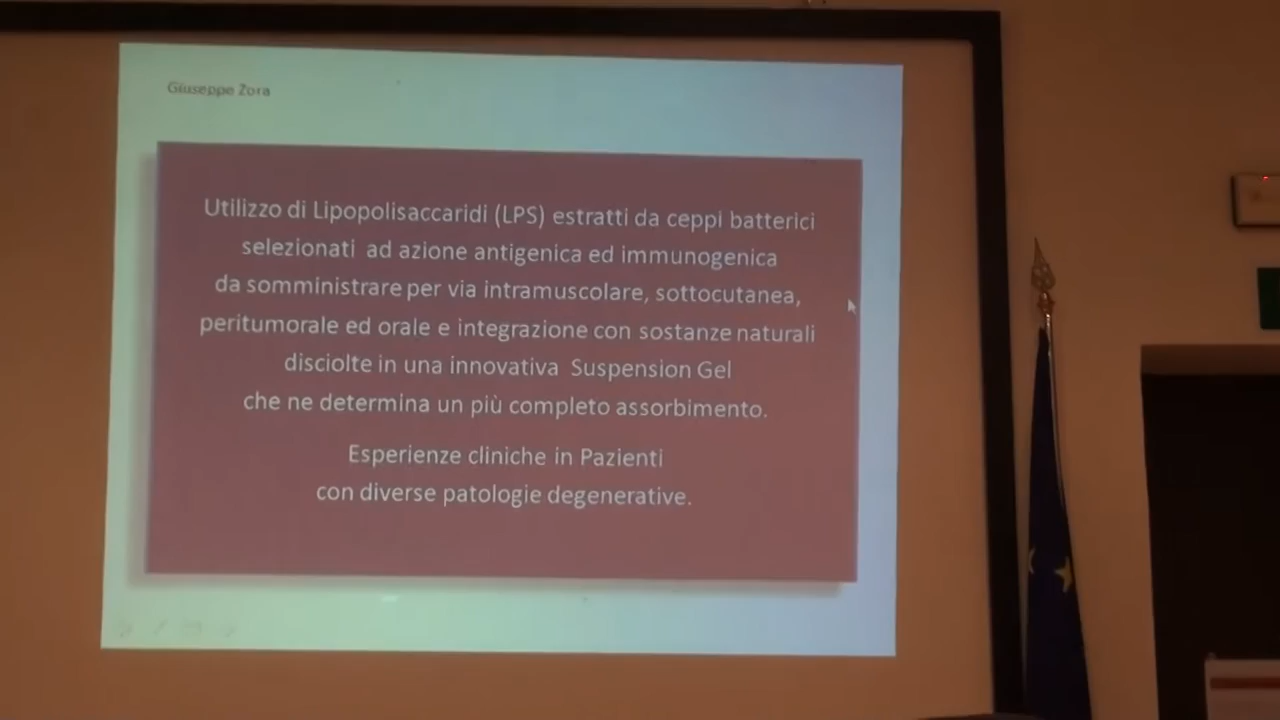 Giuseppe Zora
Utilizzo di Lipopolisaccaridi (LPS) estratti da ceppi batterici
selezionati ad azione antigenica ed immunogenica
da somministrare per via intramuscolare, sottocutanea,
peritumorale ed orale e integrazione con sostanze naturali
disciolte in una innovativa Suspension Gel
che ne determina un più completo assorbimento.
Esperienze cliniche in Pazienti
con diverse patologie degenerative.